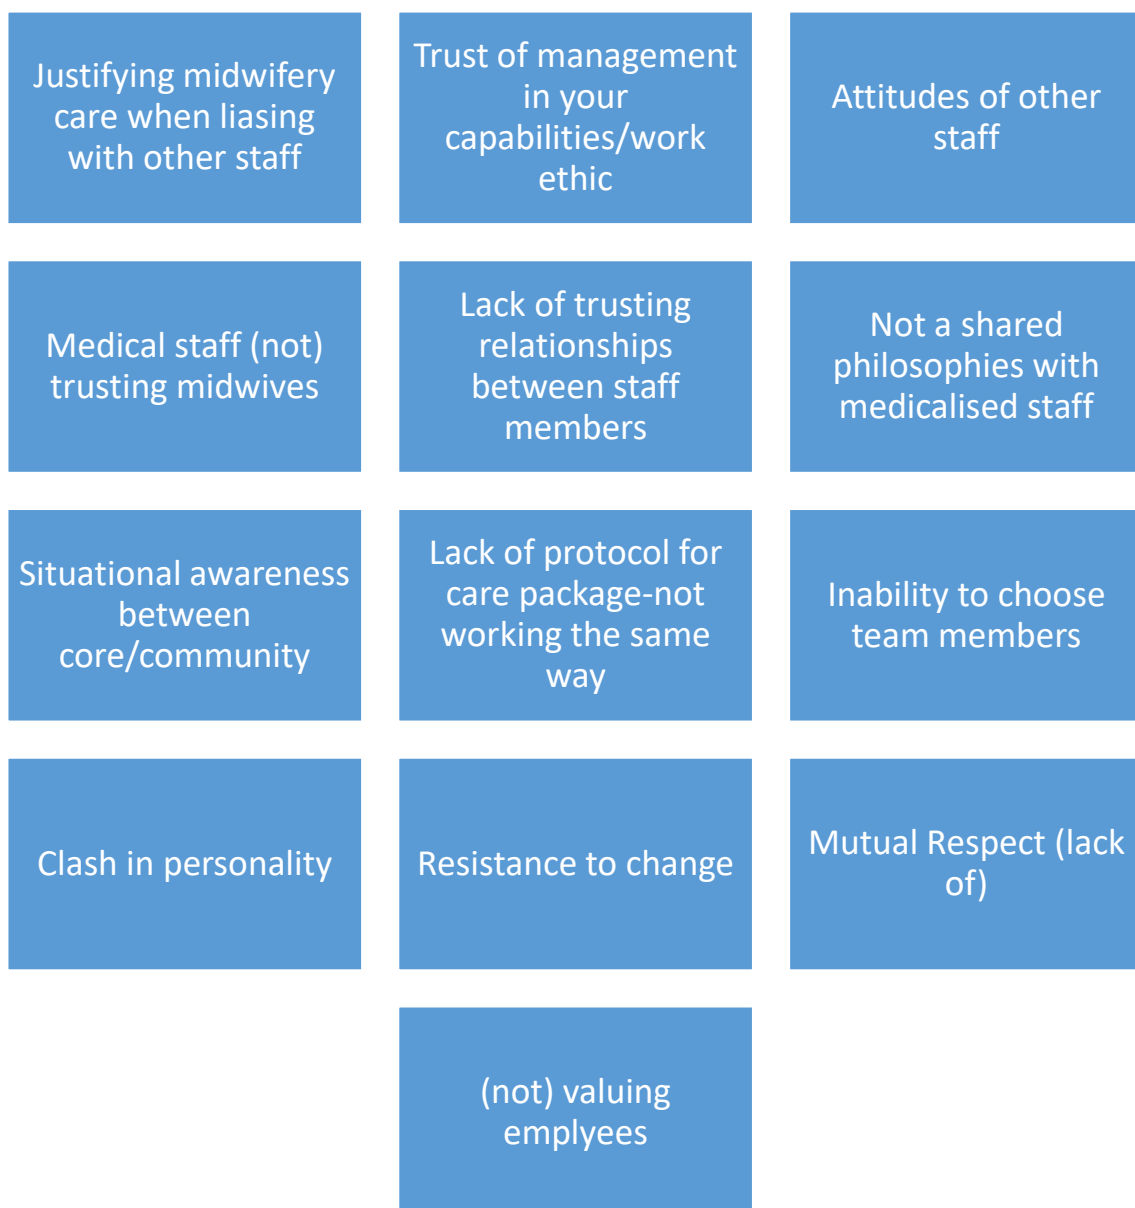 Justifying midwifery
care when liasing
with other staff
Trust of management
in your
capabilities/work
ethic
Attitudes of other
staff
Medical staff (not)
trusting midwives
Lack of trusting
relationships
between staff
members
Not a shared
philosophies with
medicalised staff
Situational awareness
between
core/community
Lack of protocol for
care package-not
working the same
way
Inability to choose
team members
Clash in personality
Resistance to change
Mutual Respect (lack
of)
(not) valuing
emplyees